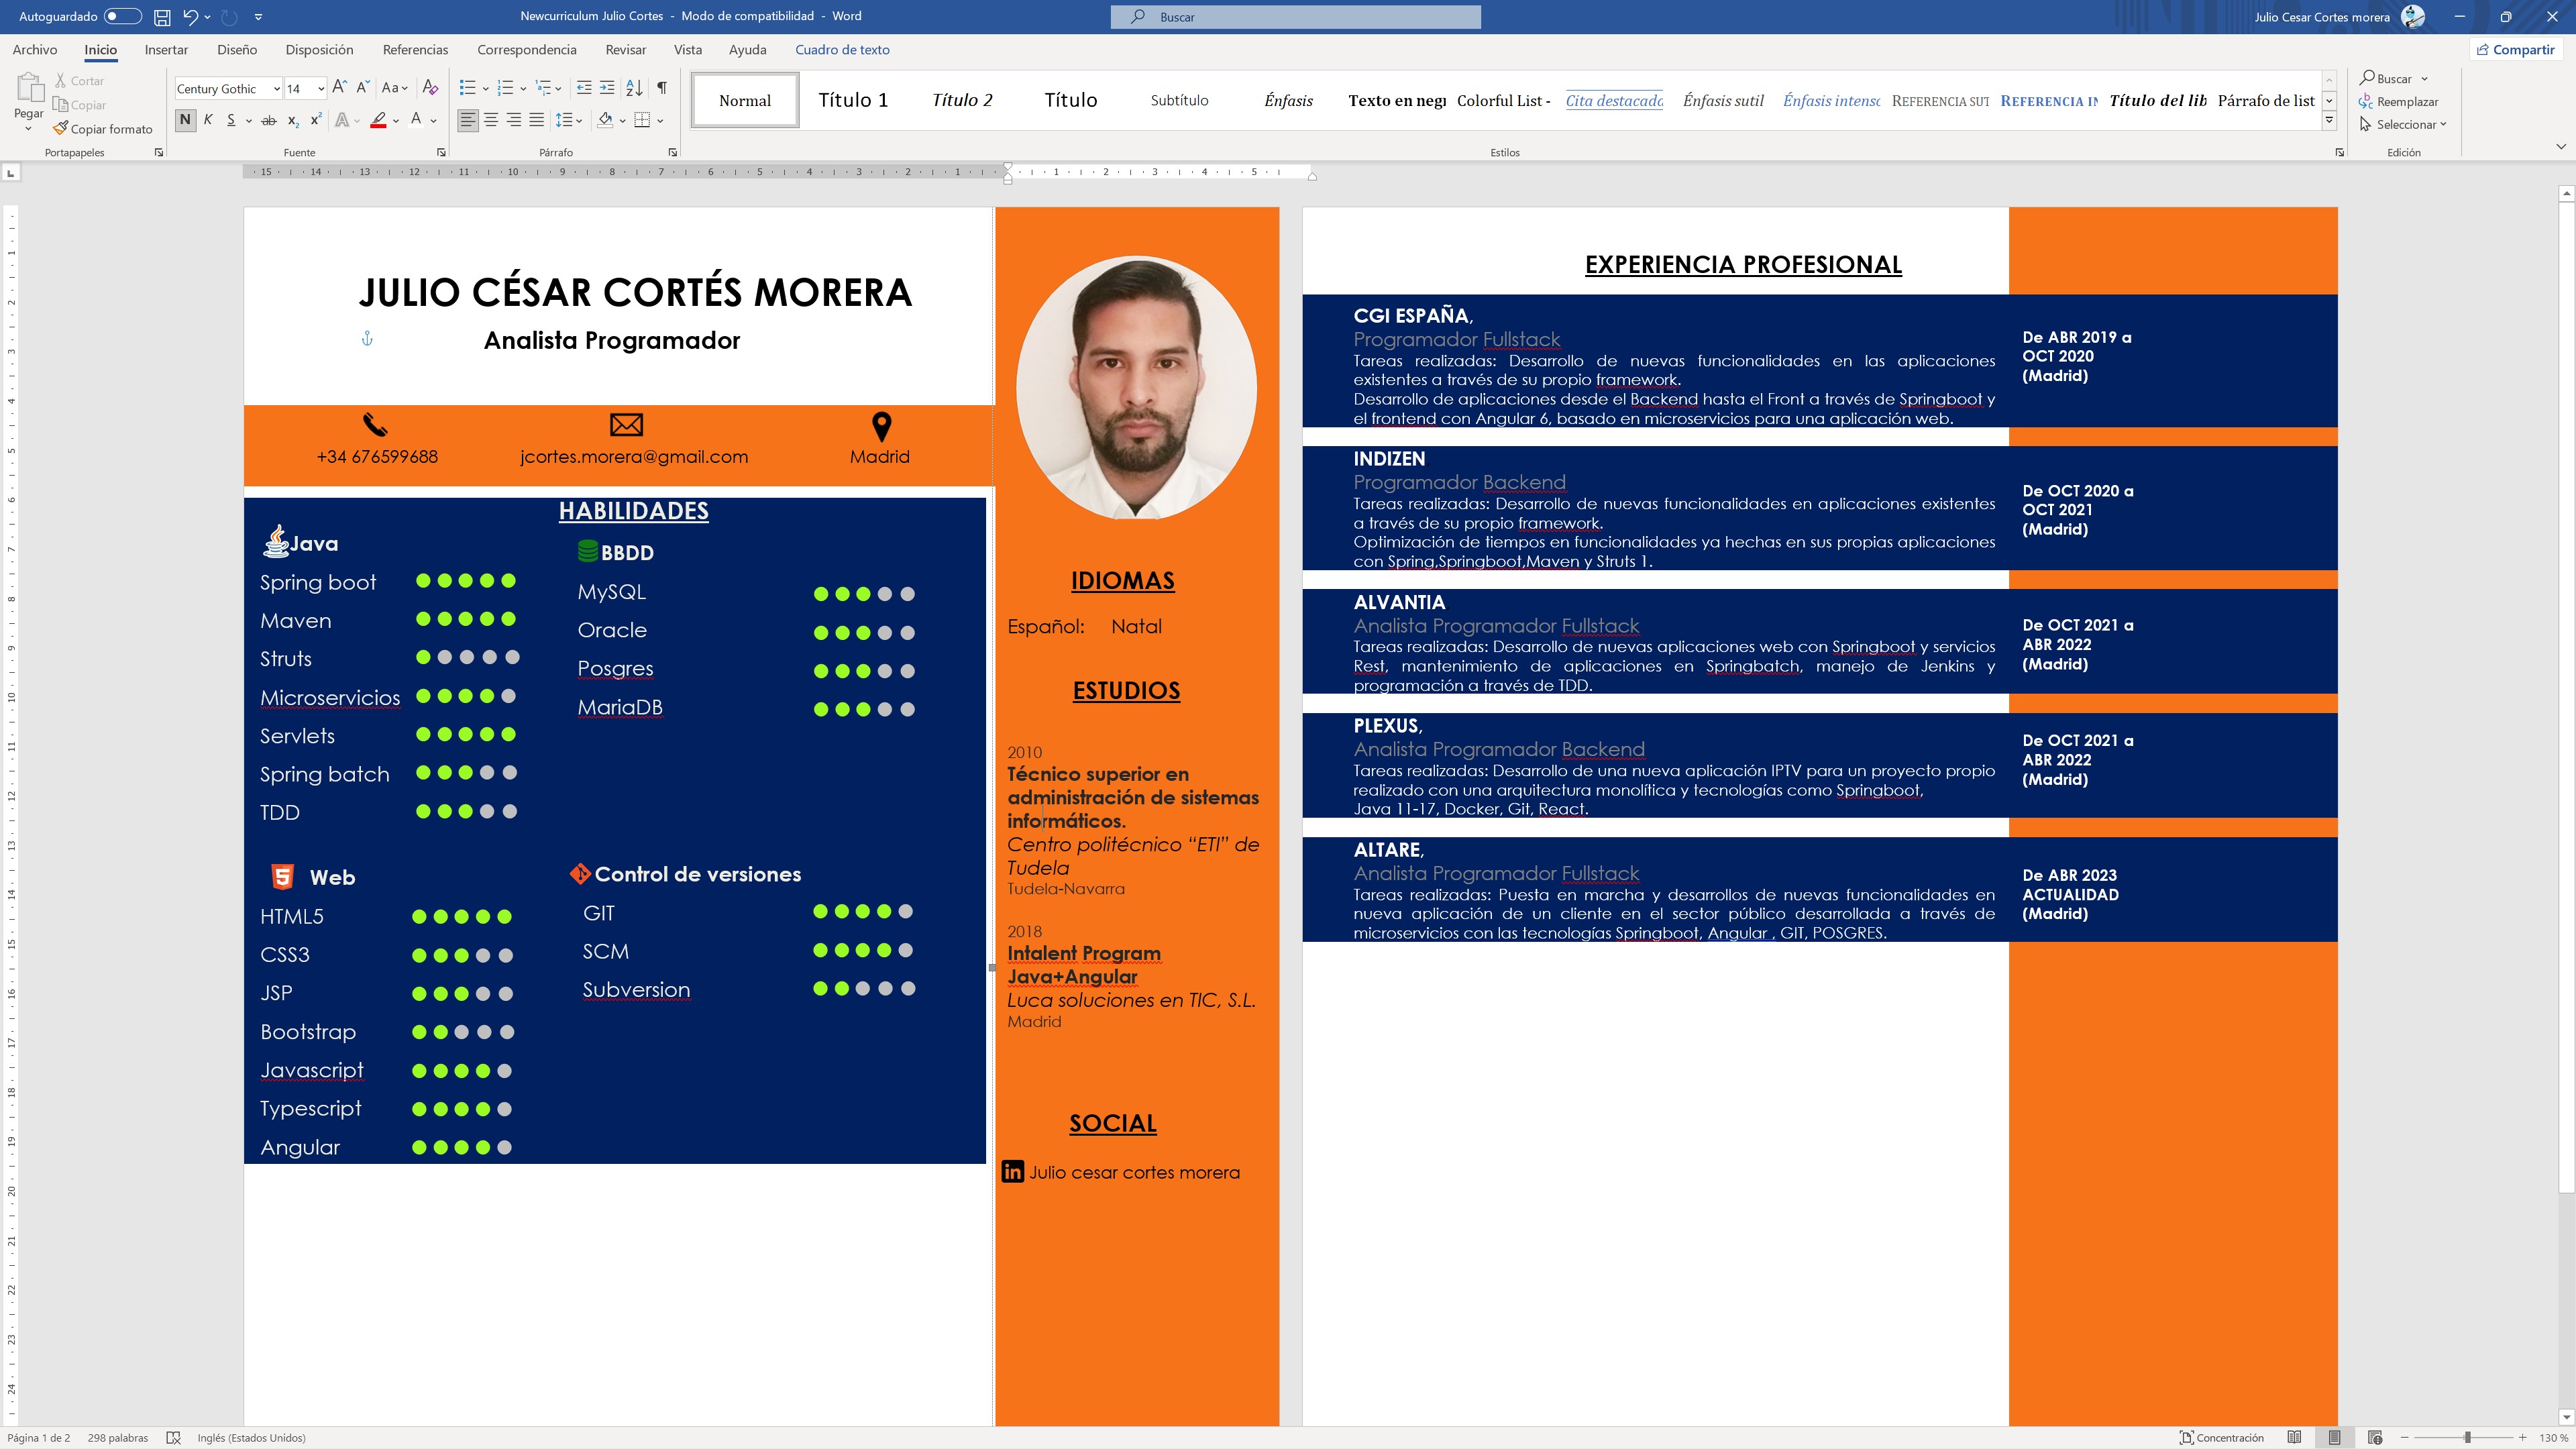 Autoguardado
Newcurriculum Julio Cortes - Modo de compatibilidad - Word
Buscar
Julio Cesar Cortes morera
Archivo Inicio Insertar Diseño Disposición Referencias Correspondencia Revisar Vista Ayuda Cuadro de texto
Compartir
Pegar
Cortar
Copiar
Copiar formato
Portapapeles
Century Gothic 14
Fuente
Párrafo
Normal Título 1 Título 2 Título Subtítulo Énfasis Texto en negr Colorful List - Cita destacada Énfasis sutil Énfasis intenso REFERENCIA SUT REFERENCIA IN Título del lib Párrafo de list
Estilos
Buscar
Reemplazar
Seleccionar
Edición
JULIO CÉSAR CORTÉS MORERA
Analista Programador
+34 676599688
jcortes.morera@gmail.com
Madrid
HABILIDADES
Java
Spring boot
Maven
Struts
Microservicios
Servlets
Spring batch
TDD
BBDD
MySQL
Oracle
Posgres
MariaDB
Web
HTML5
CSS3
JSP
Bootstrap
Javascript
Typescript
Angular
Control de versiones
GIT
SCM
Subversion
IDIOMAS
Español: Natal
ESTUDIOS
2010
Técnico superior en
administración de sistemas
informáticos.
Centro politécnico “ETI” de
Tudela
Tudela-Navarra
2018
Intalent Program
Java+Angular
Luca soluciones en TIC, S.L.
Madrid
SOCIAL
in Julio cesar cortes morera
EXPERIENCIA PROFESIONAL
CGI ESPAÑA,
Programador Fullstack
Tareas realizadas: Desarrollo de nuevas funcionalidades en las aplicaciones
existentes a través de su propio framework.
Desarrollo de aplicaciones desde el Backend hasta el Front a través de Springboot y
el frontend con Angular 6, basado en microservicios para una aplicación web.
De ABR 2019 a
OCT 2020
(Madrid)
INDIZEN
Programador Backend
Tareas realizadas: Desarrollo de nuevas funcionalidades en aplicaciones existentes
a través de su propio framework.
Optimización de tiempos en funcionalidades ya hechas en sus propias aplicaciones
con Spring,Springboot,Maven y Struts 1.
De OCT 2020 a
OCT 2021
(Madrid)
ALVANTIA
Analista Programador Fullstack
Tareas realizadas: Desarrollo de nuevas aplicaciones web con Springboot y servicios
Rest, mantenimiento de aplicaciones en Springbatch, manejo de Jenkins y
programación a través de TDD.
De OCT 2021 a
ABR 2022
(Madrid)
PLEXUS,
Analista Programador Backend
Tareas realizadas: Desarrollo de una nueva aplicación IPTV para un proyecto propio
realizado con una arquitectura monolítica y tecnologías como Springboot,
Java 11-17, Docker, Git, React.
De OCT 2021 a
ABR 2022
(Madrid)
ALTARE,
Analista Programador Fullstack
Tareas realizadas: Puesta en marcha y desarrollos de nuevas funcionalidades en
nueva aplicación de un cliente en el sector público desarrollada a través de
microservicios con las tecnologías Springboot, Angular , GIT, POSGRES.
De ABR 2023
ACTUALIDAD
(Madrid)
Página 1 de 2 298 palabras Inglés (Estados Unidos)
Concentración
130 %